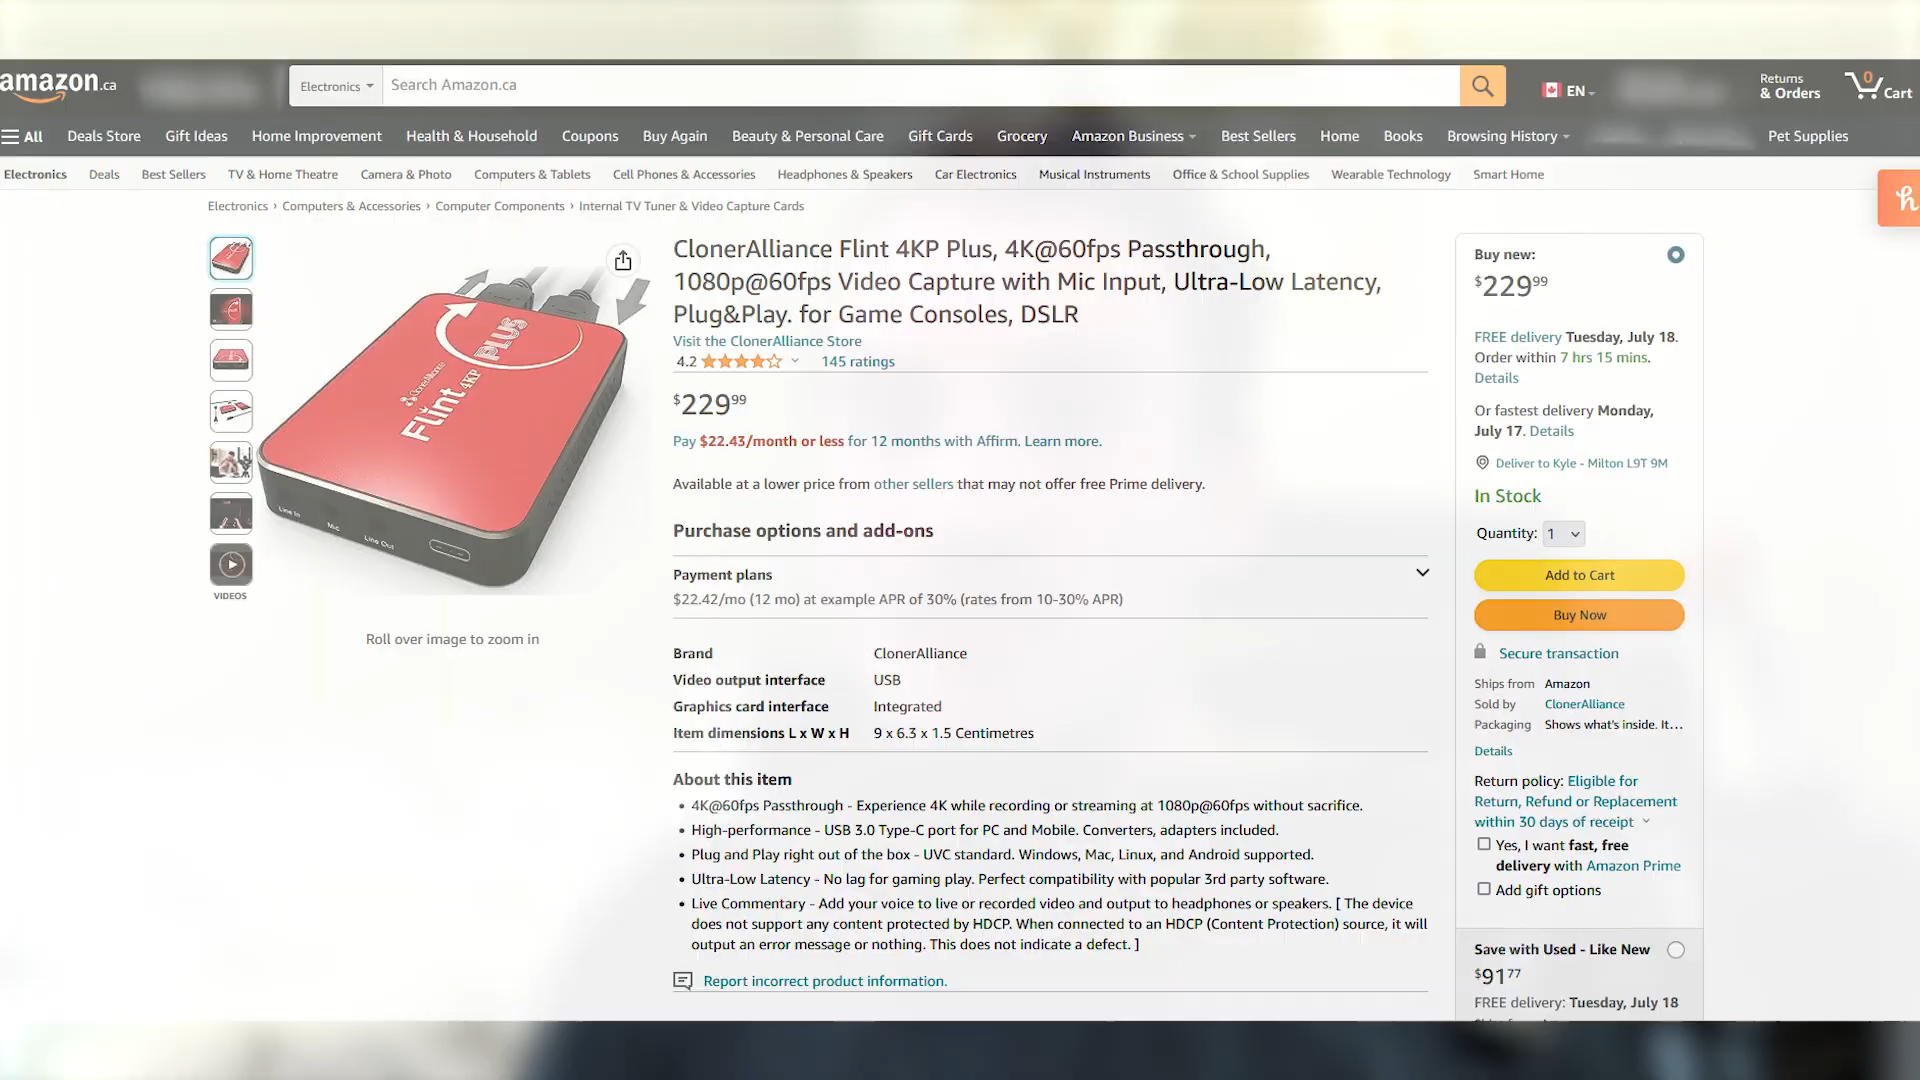 amazon.ca
Electronics
Search Amazon.ca
EN
Returns
& Orders
0
Cart
All
Deals Store
Gift Ideas
Home Improvement
Health & Household
Coupons
Buy Again
Beauty & Personal Care
Gift Cards
Grocery
Amazon Business
Best Sellers
Home
Books
Browsing History
Pet Supplies
Electronics
Deals
Best Sellers
TV & Home Theatre
Camera & Photo
Computers & Tablets
Cell Phones & Accessories
Headphones & Speakers
Car Electronics
Musical Instruments
Office & School Supplies
Wearable Technology
Smart Home
h
Electronics › Computers & Accessories › Computer Components › Internal TV Tuner & Video Capture Cards
VIDEOS
ClonerAlliance
Flint 4KP
PLUS
Line In
Mic
Line Out
Roll over image to zoom in
ClonerAlliance Flint 4KP Plus, 4K@60fps Passthrough,
1080p@60fps Video Capture with Mic Input, Ultra-Low Latency,
Plug&Play. for Game Consoles, DSLR
Visit the ClonerAlliance Store
4.2 145 ratings
$229.99
Pay $22.43/month or less for 12 months with Affirm. Learn more.
Available at a lower price from other sellers that may not offer free Prime delivery.
Purchase options and add-ons
Payment plans
$22.42/mo (12 mo) at example APR of 30% (rates from 10-30% APR)
Brand ClonerAlliance
Video output interface USB
Graphics card interface Integrated
Item dimensions L x W x H 9 x 6.3 x 1.5 Centimetres
About this item
• 4K@60fps Passthrough - Experience 4K while recording or streaming at 1080p@60fps without sacrifice.
• High-performance - USB 3.0 Type-C port for PC and Mobile. Converters, adapters included.
• Plug and Play right out of the box - UVC standard. Windows, Mac, Linux, and Android supported.
• Ultra-Low Latency - No lag for gaming play. Perfect compatibility with popular 3rd party software.
• Live Commentary - Add your voice to live or recorded video and output to headphones or speakers. [ The device
does not support any content protected by HDCP. When connected to an HDCP (Content Protection) source, it will
output an error message or nothing. This does not indicate a defect. ]
Report incorrect product information.
Buy new:
$229 99
FREE delivery Tuesday, July 18.
Order within 7 hrs 15 mins.
Details
Or fastest delivery Monday,
July 17. Details
Deliver to Kyle - Milton L9T 9M
In Stock
Quantity: 1
Add to Cart
Buy Now
Secure transaction
Ships from Amazon
Sold by ClonerAlliance
Packaging Shows what's inside. It…
Details
Return policy: Eligible for
Return, Refund or Replacement
within 30 days of receipt
Yes, I want fast, free
delivery with Amazon Prime
Add gift options
Save with Used - Like New
$91 77
FREE delivery: Tuesday, July 18